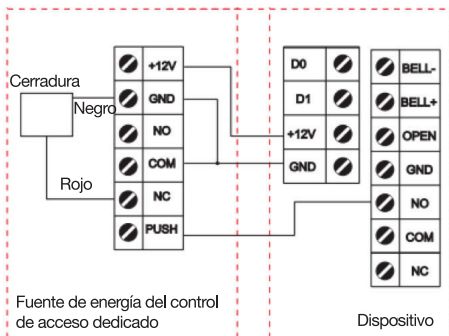 Cerradura
Negro
Rojo
+12V
GND
NO
COM
NC
PUSH
D0
D1
+12V
GND
BELL-
BELL+
OPEN
GND
NO
COM
NC
Fuente de energía del control
de acceso dedicado
Dispositivo